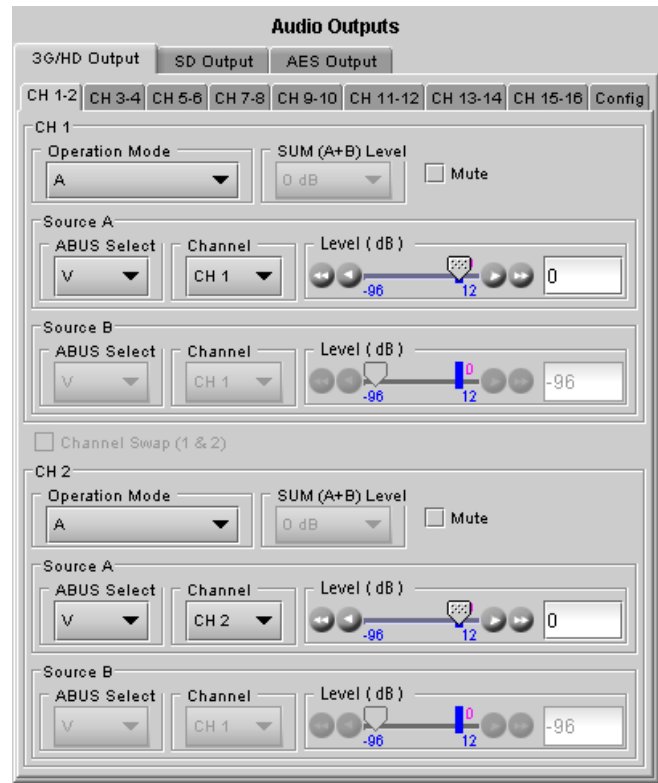 Audio Outputs
3G/HD Output SD Output AES Output
CH 1-2 CH 3-4 CH 5-6 CH 7-8 CH 9-10 CH 11-12 CH 13-14 CH 15-16 Config
CH 1
Operation Mode SUM (A+B) Level
A 0 dB Mute
Source A
ABUS Select Channel Level ( dB )
V CH 1 0
-96 12
Source B
ABUS Select Channel Level ( dB )
0
V CH 1 -96
-96 12
Channel Swap (1 & 2)
CH 2
Operation Mode SUM (A+B) Level
A 0 dB Mute
Source A
ABUS Select Channel Level ( dB )
V CH 2 0
-96 12
Source B
ABUS Select Channel Level ( dB )
0
V CH 1 -96
-96 12